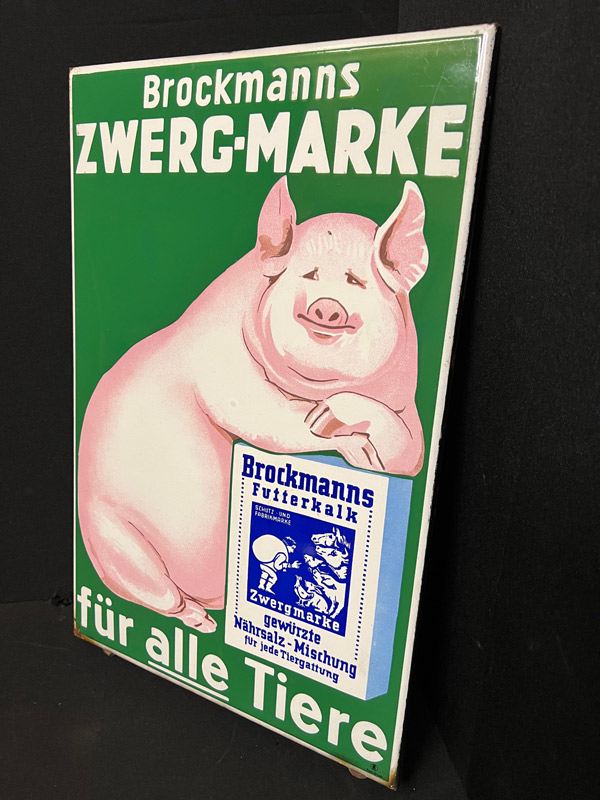 Brockmanns
ZWERG-MARKE
Brockmanns
Futterkalk
SCHUTZ-UND
FABRIKMARKE
Zwergmarke
gewürzte
Nährsalz-Mischung
für jede Tiergattung
für alle Tiere